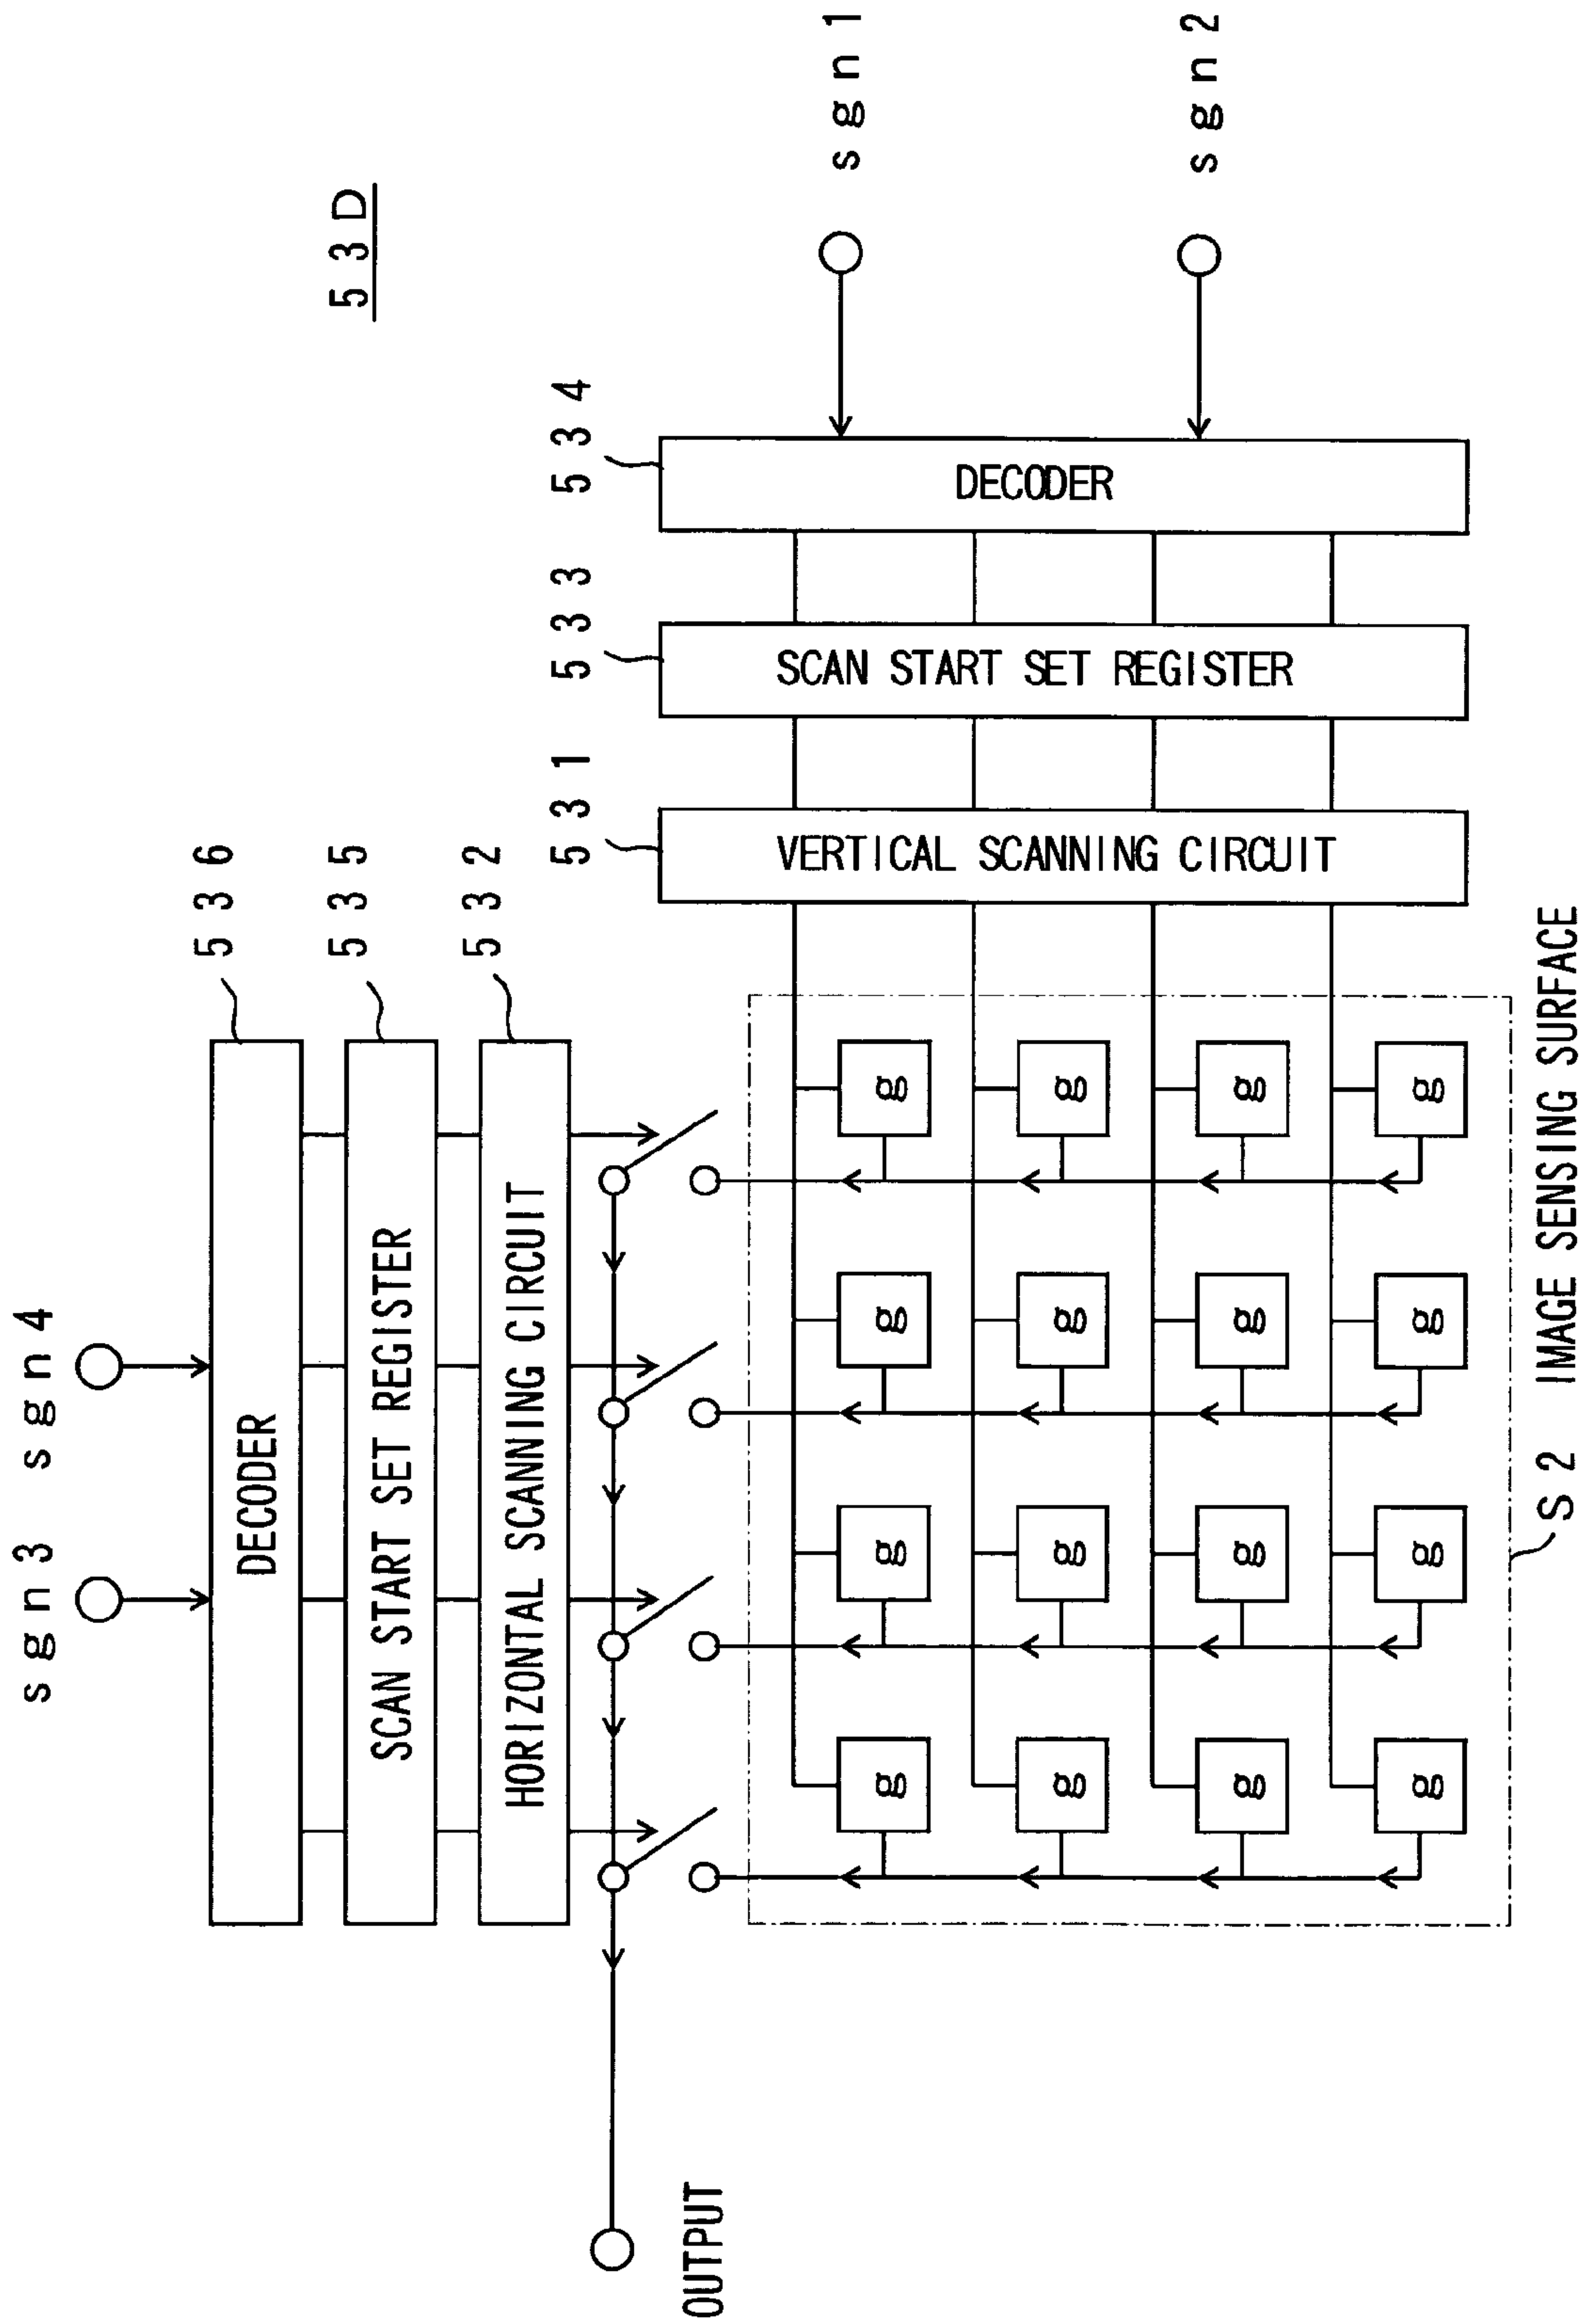 sgn3 sgn4
DECODER
536
SCAN START SET REGISTER
535
53D
HORIZONTAL SCANNING CIRCUIT
532
531
533
534
OUTPUT
VERTICAL SCANNING CIRCUIT
SCAN START SET REGISTER
DECODER
sgn1
sgn2
g g g g
g g g g
g g g g
g g g g
S2 IMAGE SENSING SURFACE